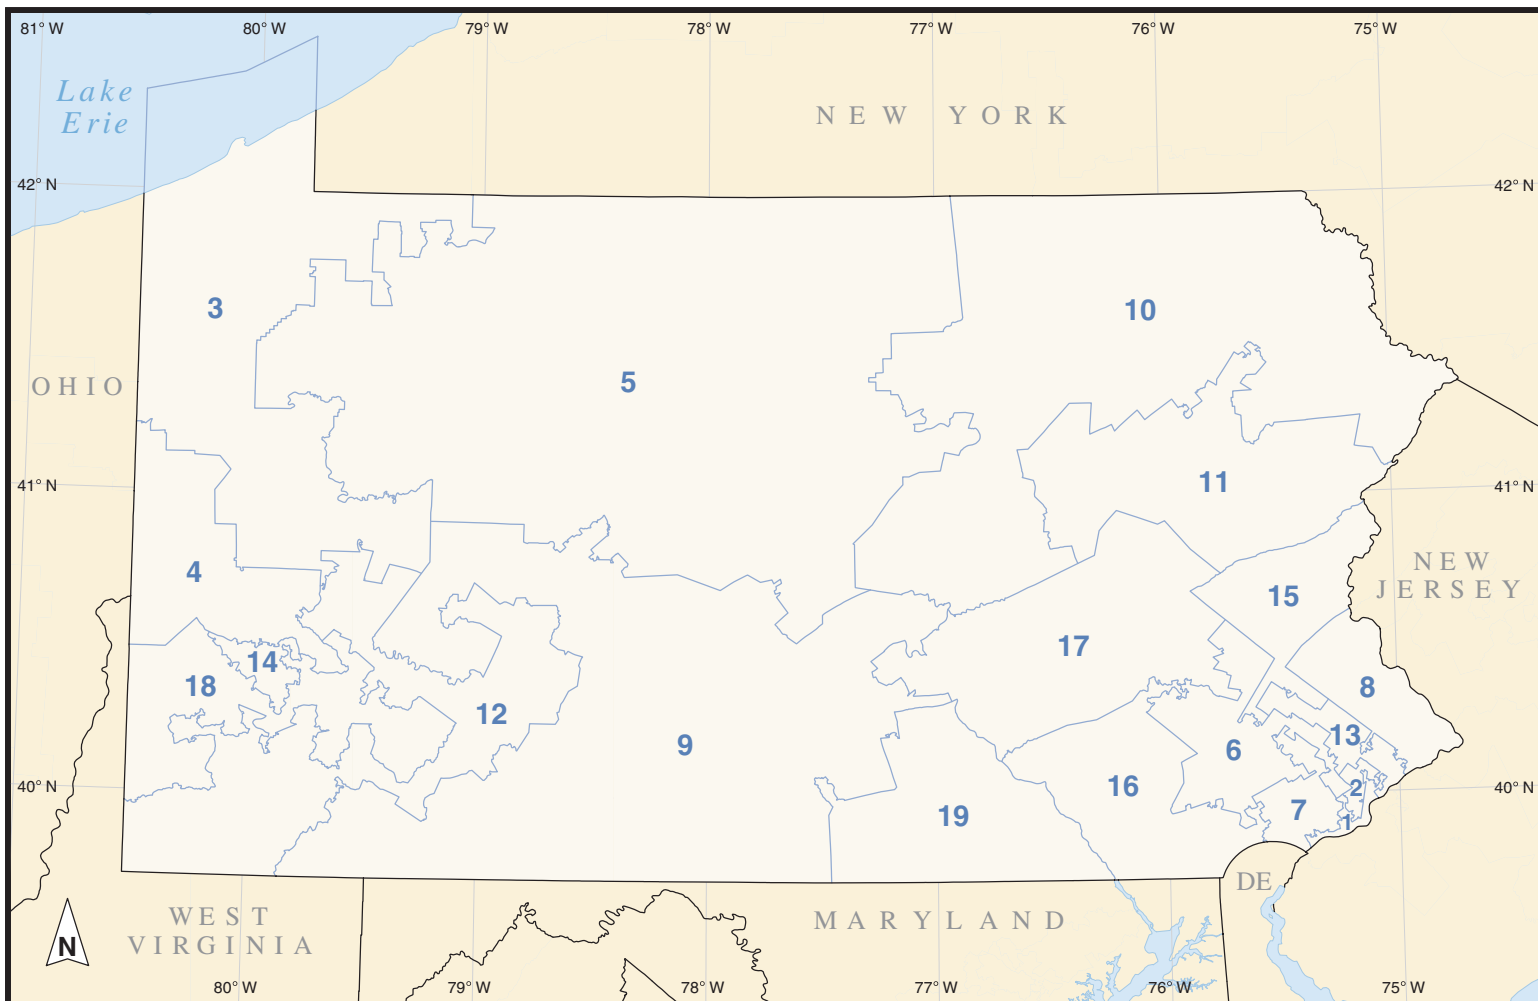 81° W 80° W 79° W 78° W 77° W 76° W 75° W
Lake
Erie
NEW YORK
42° N 42° N
3
10
5
OHIO
11
41° N 41° N
4
NEW
JERSEY
15
17
14
18
8
12
13
9
6
16
2
40° N 40° N
7
19
1
DE
WEST
VIRGINIA
MARYLAND
N
80° W 79° W 78° W 77° W 76° W 75° W